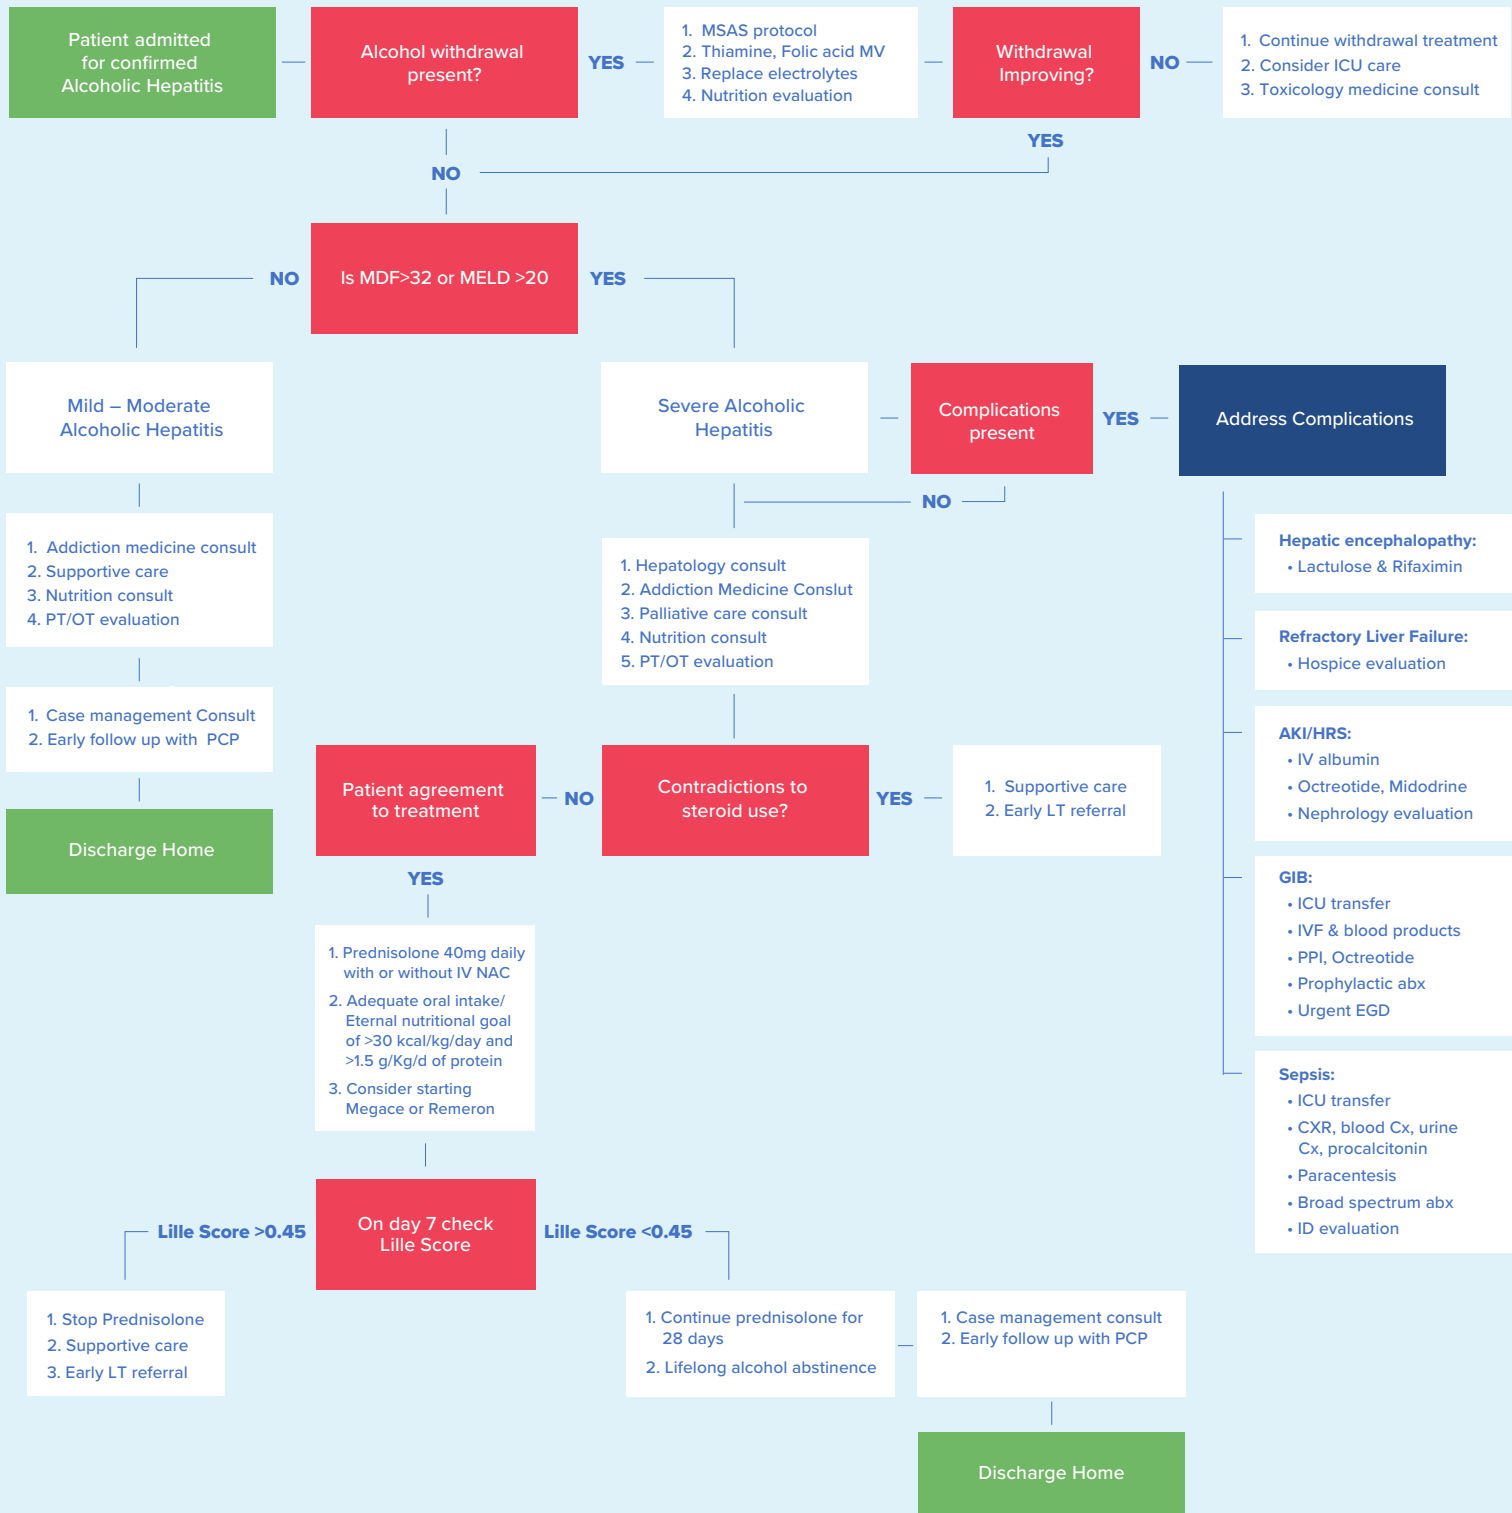 Patient admitted
for confirmed
Alcoholic Hepatitis
Alcohol withdrawal
present?
YES
1. MSAS protocol
2. Thiamine, Folic acid MV
3. Replace electrolytes
4. Nutrition evaluation
Withdrawal
Improving?
NO
1. Continue withdrawal treatment
2. Consider ICU care
3. Toxicology medicine consult
YES
NO
NO
Is MDF>32 or MELD >20
YES
Mild – Moderate
Alcoholic Hepatitis
Severe Alcoholic
Hepatitis
Complications
present
YES
Address Complications
NO
1. Addiction medicine consult
2. Supportive care
3. Nutrition consult
4. PT/OT evaluation
1. Case management Consult
2. Early follow up with PCP
Discharge Home
1. Hepatology consult
2. Addiction Medicine Conslut
3. Palliative care consult
4. Nutrition consult
5. PT/OT evaluation
Patient agreement
to treatment
NO
Contradictions to
steroid use?
YES
1. Supportive care
2. Early LT referral
YES
1. Prednisolone 40mg daily
with or without IV NAC
2. Adequate oral intake/
Eternal nutritional goal
of >30 kcal/kg/day and
>1.5 g/Kg/d of protein
3. Consider starting
Megace or Remeron
Hepatic encephalopathy:
• Lactulose & Rifaximin
Refractory Liver Failure:
• Hospice evaluation
AKI/HRS:
• IV albumin
• Octreotide, Midodrine
• Nephrology evaluation
GIB:
• ICU transfer
• IVF & blood products
• PPI, Octreotide
• Prophylactic abx
• Urgent EGD
Sepsis:
• ICU transfer
• CXR, blood Cx, urine
Cx, procalcitonin
• Paracentesis
• Broad spectrum abx
• ID evaluation
Lille Score >0.45
On day 7 check
Lille Score
Lille Score <0.45
1. Stop Prednisolone
2. Supportive care
3. Early LT referral
1. Continue prednisolone for
28 days
2. Lifelong alcohol abstinence
1. Case management consult
2. Early follow up with PCP
Discharge Home